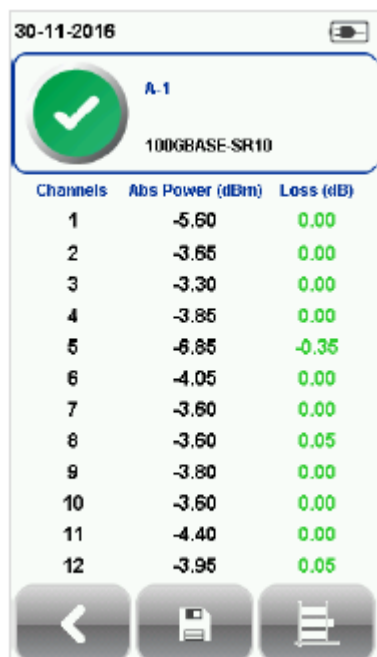 30-11-2016
A-1
100GBASE-SR10
Channels Abs Power (dBm) Loss (dB)
1 -5.60 0.00
2 -3.65 0.00
3 -3.30 0.00
4 -3.85 0.00
5 -6.85 -0.35
6 -4.05 0.00
7 -3.60 0.00
8 -3.60 0.05
9 -3.80 0.00
10 -3.60 0.00
11 -4.40 0.00
12 -3.95 0.05